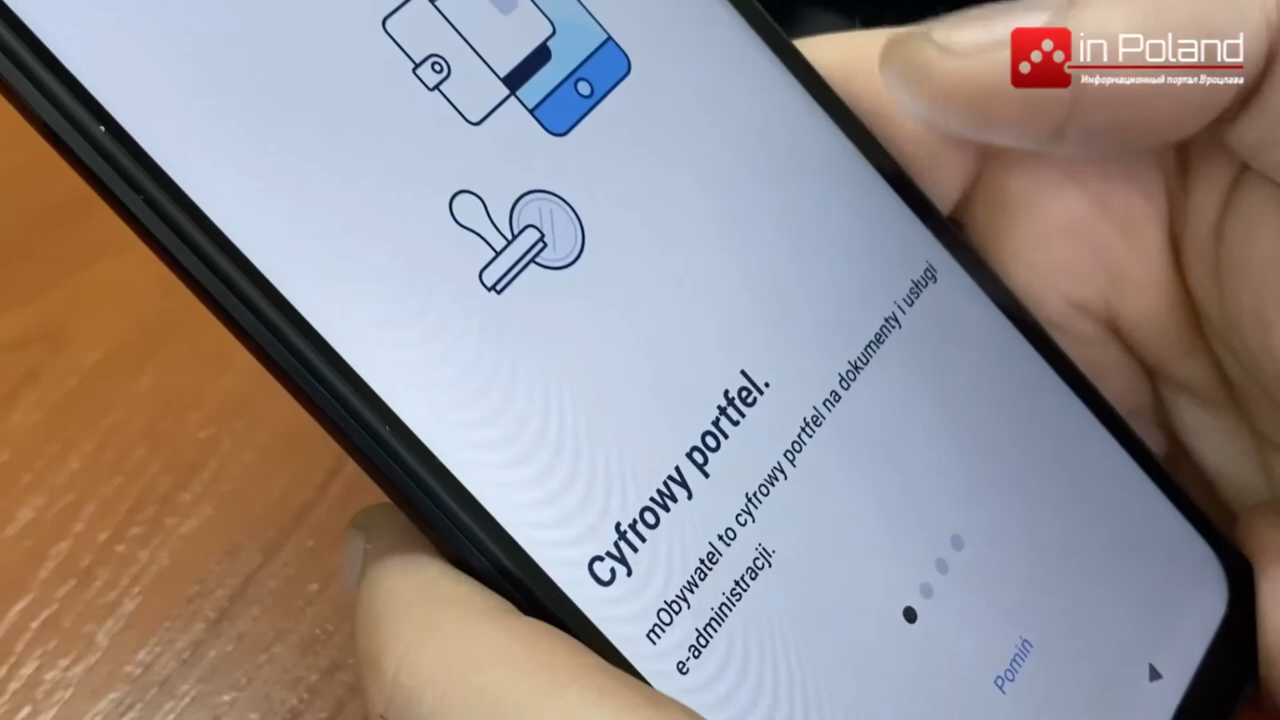 in Poland
Информационный портал Вроцлава
Cyfrowy portfel.
mObywatel to cyfrowy portfel na dokumenty i usługi
e-administracji.
Pomiń